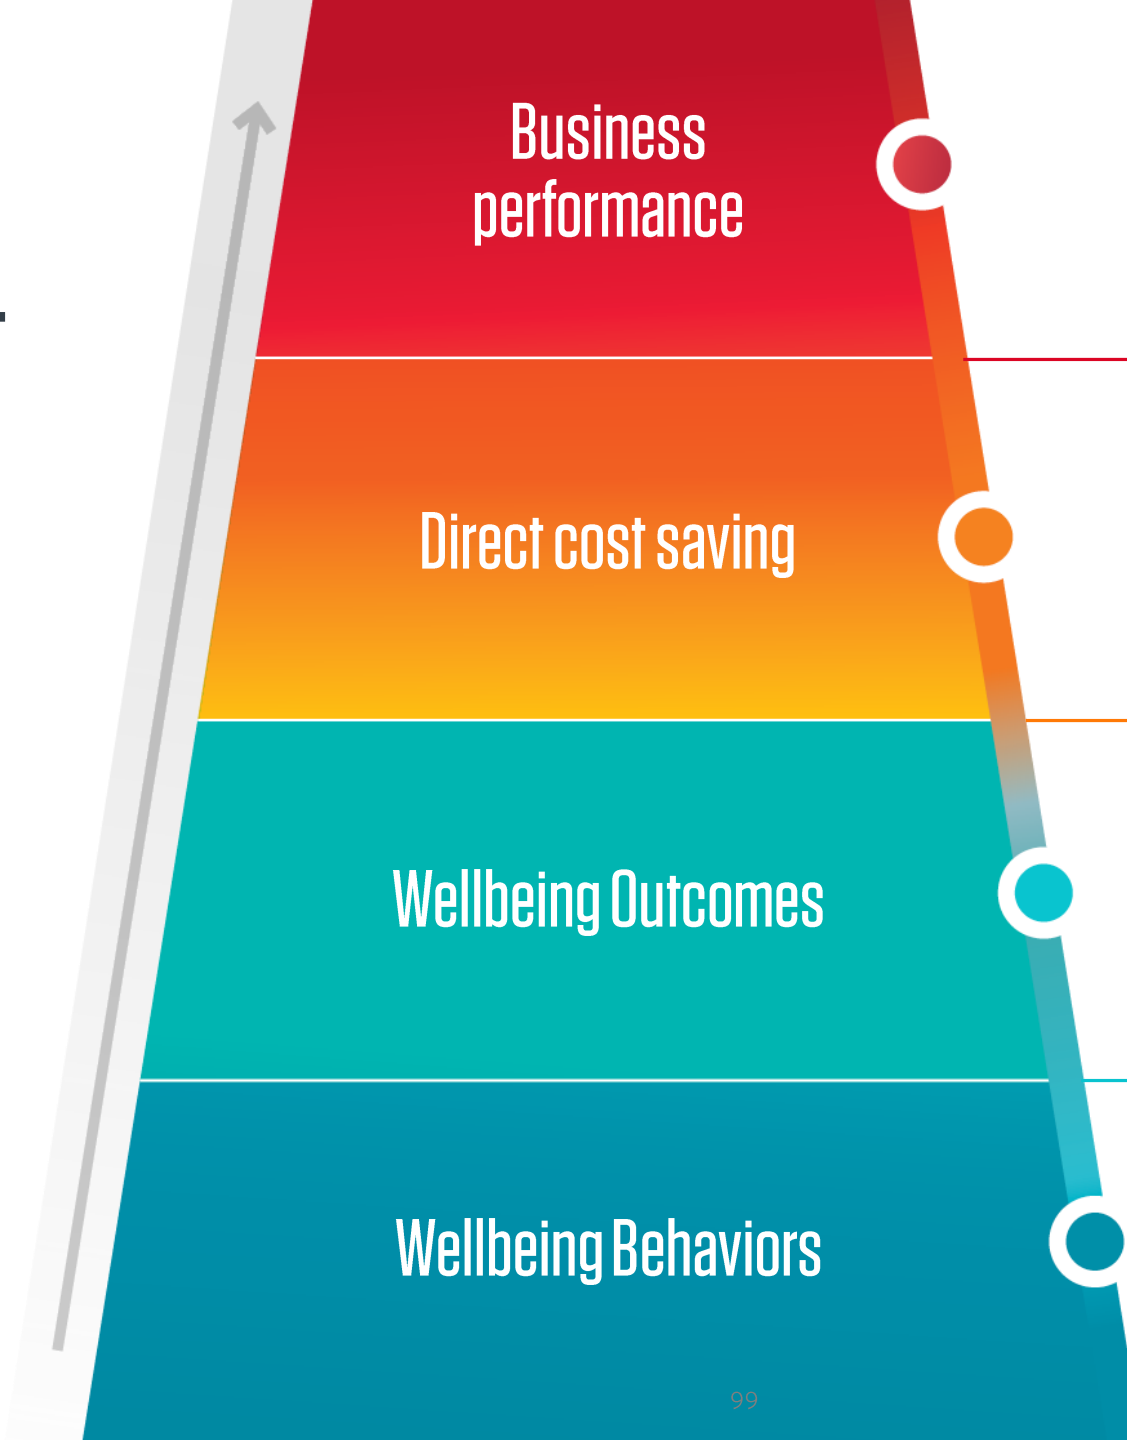 Business
performance
Direct cost saving
Wellbeing Outcomes
Wellbeing Behaviors
99